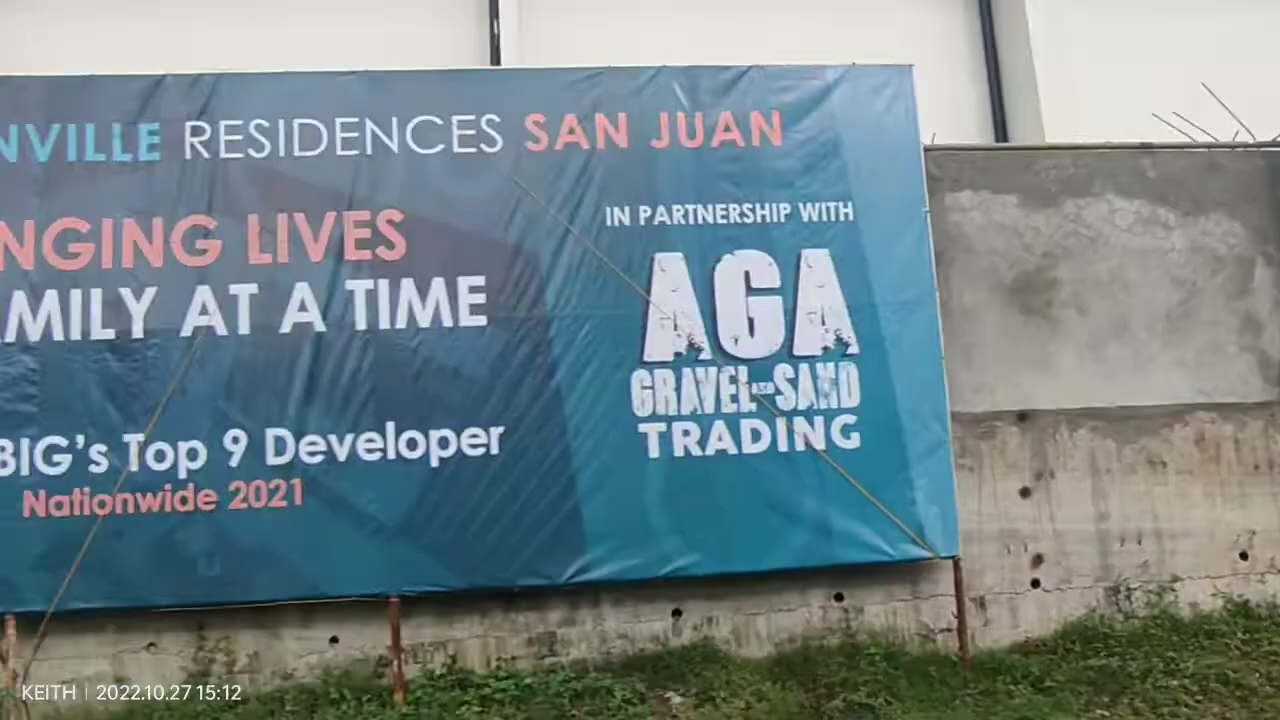 NVILLE RESIDENCES SAN JUAN
NGING LIVES
AMILY AT A TIME
BIG's Top 9 Developer
Nationwide 2021
IN PARTNERSHIP WITH
AGA
GRAVEL AND SAND
TRADING
KEITH | 2022.10.27 15:12